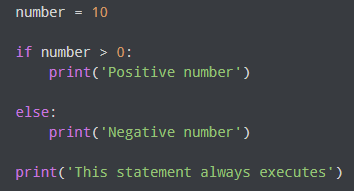 number = 10
if number > 0:
    print('Positive number')
else:
    print('Negative number')
print('This statement always executes')